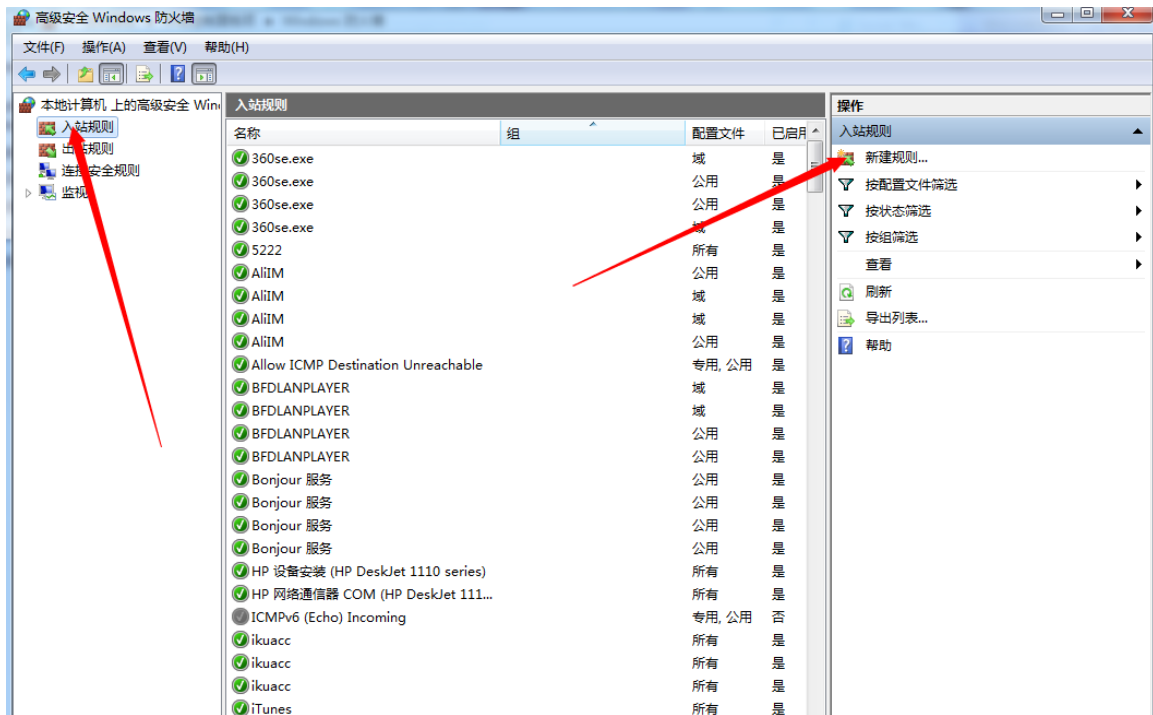 高级安全 Windows 防火墙
文件(F) 操作(A) 查看(V) 帮助(H)
本地计算机 上的高级安全 Win
入站规则
出站规则
连接安全规则
监视
入站规则
名称 组 配置文件 已启用
360se.exe 域 是
360se.exe 公用 是
360se.exe 公用 是
360se.exe 域 是
5222 所有 是
AliIM 公用 是
AliIM 域 是
AliIM 域 是
AliIM 公用 是
Allow ICMP Destination Unreachable 专用, 公用 是
BFDLANPLAYER 域 是
BFDLANPLAYER 域 是
BFDLANPLAYER 公用 是
BFDLANPLAYER 公用 是
Bonjour 服务 公用 是
Bonjour 服务 公用 是
Bonjour 服务 公用 是
Bonjour 服务 公用 是
HP 设备安装 (HP DeskJet 1110 series) 所有 是
HP 网络通信器 COM (HP DeskJet 111... 所有 是
ICMPv6 (Echo) Incoming 专用, 公用 否
ikuacc 所有 是
ikuacc 所有 是
ikuacc 所有 是
iTunes 所有 是
操作
入站规则
新建规则...
按配置文件筛选
按状态筛选
按组筛选
查看
刷新
导出列表...
帮助